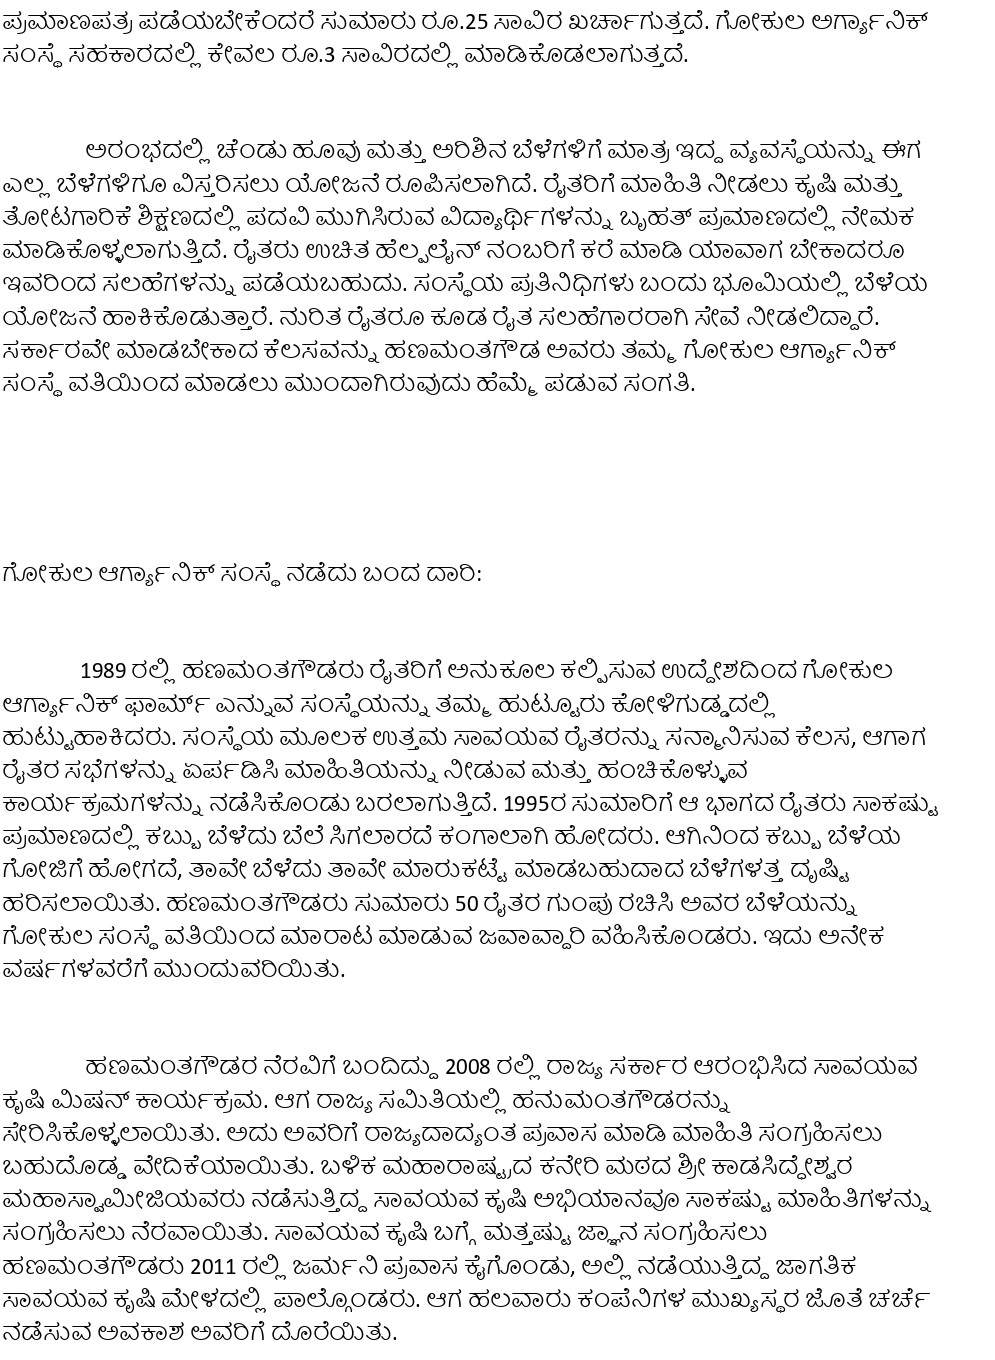 ಪ್ರಮಾಣಪತ್ರ ಪಡೆಯಬೇಕೆಂದರೆ ಸುಮಾರು ರೂ.25 ಸಾವಿರ ಖರ್ಚಾಗುತ್ತದೆ. ಗೋಕುಲ ಅರ್ಗ್ಯಾನಿಕ್
ಸಂಸ್ಥೆ ಸಹಕಾರದಲ್ಲಿ ಕೇವಲ ರೂ.3 ಸಾವಿರದಲ್ಲಿ ಮಾಡಿಕೊಡಲಾಗುತ್ತದೆ.
ಅರಂಭದಲ್ಲಿ ಚೆಂಡು ಹೂವು ಮತ್ತು ಅರಿಶಿನ ಬೆಳೆಗಳಿಗೆ ಮಾತ್ರ ಇದ್ದ ವ್ಯವಸ್ಥೆಯನ್ನು ಈಗ
ಎಲ್ಲ ಬೆಳೆಗಳಿಗೂ ವಿಸ್ತರಿಸಲು ಯೋಜನೆ ರೂಪಿಸಲಾಗಿದೆ. ರೈತರಿಗೆ ಮಾಹಿತಿ ನೀಡಲು ಕೃಷಿ ಮತ್ತು
ತೋಟಗಾರಿಕೆ ಶಿಕ್ಷಣದಲ್ಲಿ ಪದವಿ ಮುಗಿಸಿರುವ ವಿದ್ಯಾರ್ಥಿಗಳನ್ನು ಬೃಹತ್ ಪ್ರಮಾಣದಲ್ಲಿ ನೇಮಕ
ಮಾಡಿಕೊಳ್ಳಲಾಗುತ್ತಿದೆ. ರೈತರು ಉಚಿತ ಹೆಲ್ಪಲೈನ್ ನಂಬರಿಗೆ ಕರೆ ಮಾಡಿ ಯಾವಾಗ ಬೇಕಾದರೂ
ಇವರಿಂದ ಸಲಹೆಗಳನ್ನು ಪಡೆಯಬಹುದು. ಸಂಸ್ಥೆಯ ಪ್ರತಿನಿಧಿಗಳು ಬಂದು ಭೂಮಿಯಲ್ಲಿ ಬೆಳೆಯ
ಯೋಜನೆ ಹಾಕಿಕೊಡುತ್ತಾರೆ. ನುರಿತ ರೈತರೂ ಕೂಡ ರೈತ ಸಲಹೆಗಾರರಾಗಿ ಸೇವೆ ನೀಡಲಿದ್ದಾರೆ.
ಸರ್ಕಾರವೇ ಮಾಡಬೇಕಾದ ಕೆಲಸವನ್ನು ಹಣಮಂತಗೌಡ ಅವರು ತಮ್ಮ ಗೋಕುಲ ಆರ್ಗ್ಯಾನಿಕ್
ಸಂಸ್ಥೆ ವತಿಯಿಂದ ಮಾಡಲು ಮುಂದಾಗಿರುವುದು ಹೆಮ್ಮೆ ಪಡುವ ಸಂಗತಿ.
ಗೋಕುಲ ಆರ್ಗ್ಯಾನಿಕ್ ಸಂಸ್ಥೆ ನಡೆದು ಬಂದ ದಾರಿ:
1989 ರಲ್ಲಿ ಹಣಮಂತಗೌಡರು ರೈತರಿಗೆ ಅನುಕೂಲ ಕಲ್ಪಿಸುವ ಉದ್ದೇಶದಿಂದ ಗೋಕುಲ
ಆರ್ಗ್ಯಾನಿಕ್ ಫಾರ್ಮ್ ಎನ್ನುವ ಸಂಸ್ಥೆಯನ್ನು ತಮ್ಮ ಹುಟ್ಟೂರು ಕೋಳಿಗುಡ್ಡದಲ್ಲಿ
ಹುಟ್ಟುಹಾಕಿದರು. ಸಂಸ್ಥೆಯ ಮೂಲಕ ಉತ್ತಮ ಸಾವಯವ ರೈತರನ್ನು ಸನ್ಮಾನಿಸುವ ಕೆಲಸ, ಆಗಾಗ
ರೈತರ ಸಭೆಗಳನ್ನು ಏರ್ಪಡಿಸಿ ಮಾಹಿತಿಯನ್ನು ನೀಡುವ ಮತ್ತು ಹಂಚಿಕೊಳ್ಳುವ
ಕಾರ್ಯಕ್ರಮಗಳನ್ನು ನಡೆಸಿಕೊಂಡು ಬರಲಾಗುತ್ತಿದೆ. 1995ರ ಸುಮಾರಿಗೆ ಆ ಭಾಗದ ರೈತರು ಸಾಕಷ್ಟು
ಪ್ರಮಾಣದಲ್ಲಿ ಕಬ್ಬು ಬೆಳೆದು ಬೆಲೆ ಸಿಗಲಾರದೆ ಕಂಗಾಲಾಗಿ ಹೋದರು. ಆಗಿನಿಂದ ಕಬ್ಬು ಬೆಳೆಯ
ಗೋಜಿಗೆ ಹೋಗದೆ, ತಾವೇ ಬೆಳೆದು ತಾವೇ ಮಾರುಕಟ್ಟೆ ಮಾಡಬಹುದಾದ ಬೆಳೆಗಳತ್ತ ದೃಷ್ಟಿ
ಹರಿಸಲಾಯಿತು. ಹಣಮಂತಗೌಡರು ಸುಮಾರು 50 ರೈತರ ಗುಂಪು ರಚಿಸಿ ಅವರ ಬೆಳೆಯನ್ನು
ಗೋಕುಲ ಸಂಸ್ಥೆ ವತಿಯಿಂದ ಮಾರಾಟ ಮಾಡುವ ಜವಾವ್ದಾರಿ ವಹಿಸಿಕೊಂಡರು. ಇದು ಅನೇಕ
ವರ್ಷಗಳವರೆಗೆ ಮುಂದುವರಿಯಿತು.
ಹಣಮಂತಗೌಡರ ನೆರವಿಗೆ ಬಂದಿದ್ದು 2008 ರಲ್ಲಿ ರಾಜ್ಯ ಸರ್ಕಾರ ಆರಂಭಿಸಿದ ಸಾವಯವ
ಕೃಷಿ ಮಿಷನ್ ಕಾರ್ಯಕ್ರಮ. ಆಗ ರಾಜ್ಯ ಸಮಿತಿಯಲ್ಲಿ ಹನುಮಂತಗೌಡರನ್ನು
ಸೇರಿಸಿಕೊಳ್ಳಲಾಯಿತು. ಅದು ಅವರಿಗೆ ರಾಜ್ಯದಾದ್ಯಂತ ಪ್ರವಾಸ ಮಾಡಿ ಮಾಹಿತಿ ಸಂಗ್ರಹಿಸಲು
ಬಹುದೊಡ್ಡ ವೇದಿಕೆಯಾಯಿತು. ಬಳಿಕ ಮಹಾರಾಷ್ಟ್ರದ ಕನೇರಿ ಮಠದ ಶ್ರೀ ಕಾಡಸಿದ್ಧೇಶ್ವರ
ಮಹಾಸ್ವಾಮೀಜಿಯವರು ನಡೆಸುತ್ತಿದ್ದ ಸಾವಯವ ಕೃಷಿ ಅಭಿಯಾನವೂ ಸಾಕಷ್ಟು ಮಾಹಿತಿಗಳನ್ನು
ಸಂಗ್ರಹಿಸಲು ನೆರವಾಯಿತು. ಸಾವಯವ ಕೃಷಿ ಬಗ್ಗೆ ಮತ್ತಷ್ಟು ಜ್ಞಾನ ಸಂಗ್ರಹಿಸಲು
ಹಣಮಂತಗೌಡರು 2011 ರಲ್ಲಿ ಜರ್ಮನಿ ಪ್ರವಾಸ ಕೈಗೊಂಡು, ಅಲ್ಲಿ ನಡೆಯುತ್ತಿದ್ದ ಜಾಗತಿಕ
ಸಾವಯವ ಕೃಷಿ ಮೇಳದಲ್ಲಿ ಪಾಲ್ಗೊಂಡರು. ಆಗ ಹಲವಾರು ಕಂಪೆನಿಗಳ ಮುಖ್ಯಸ್ಥರ ಜೊತೆ ಚರ್ಚೆ
ನಡೆಸುವ ಅವಕಾಶ ಅವರಿಗೆ ದೊರೆಯಿತು.